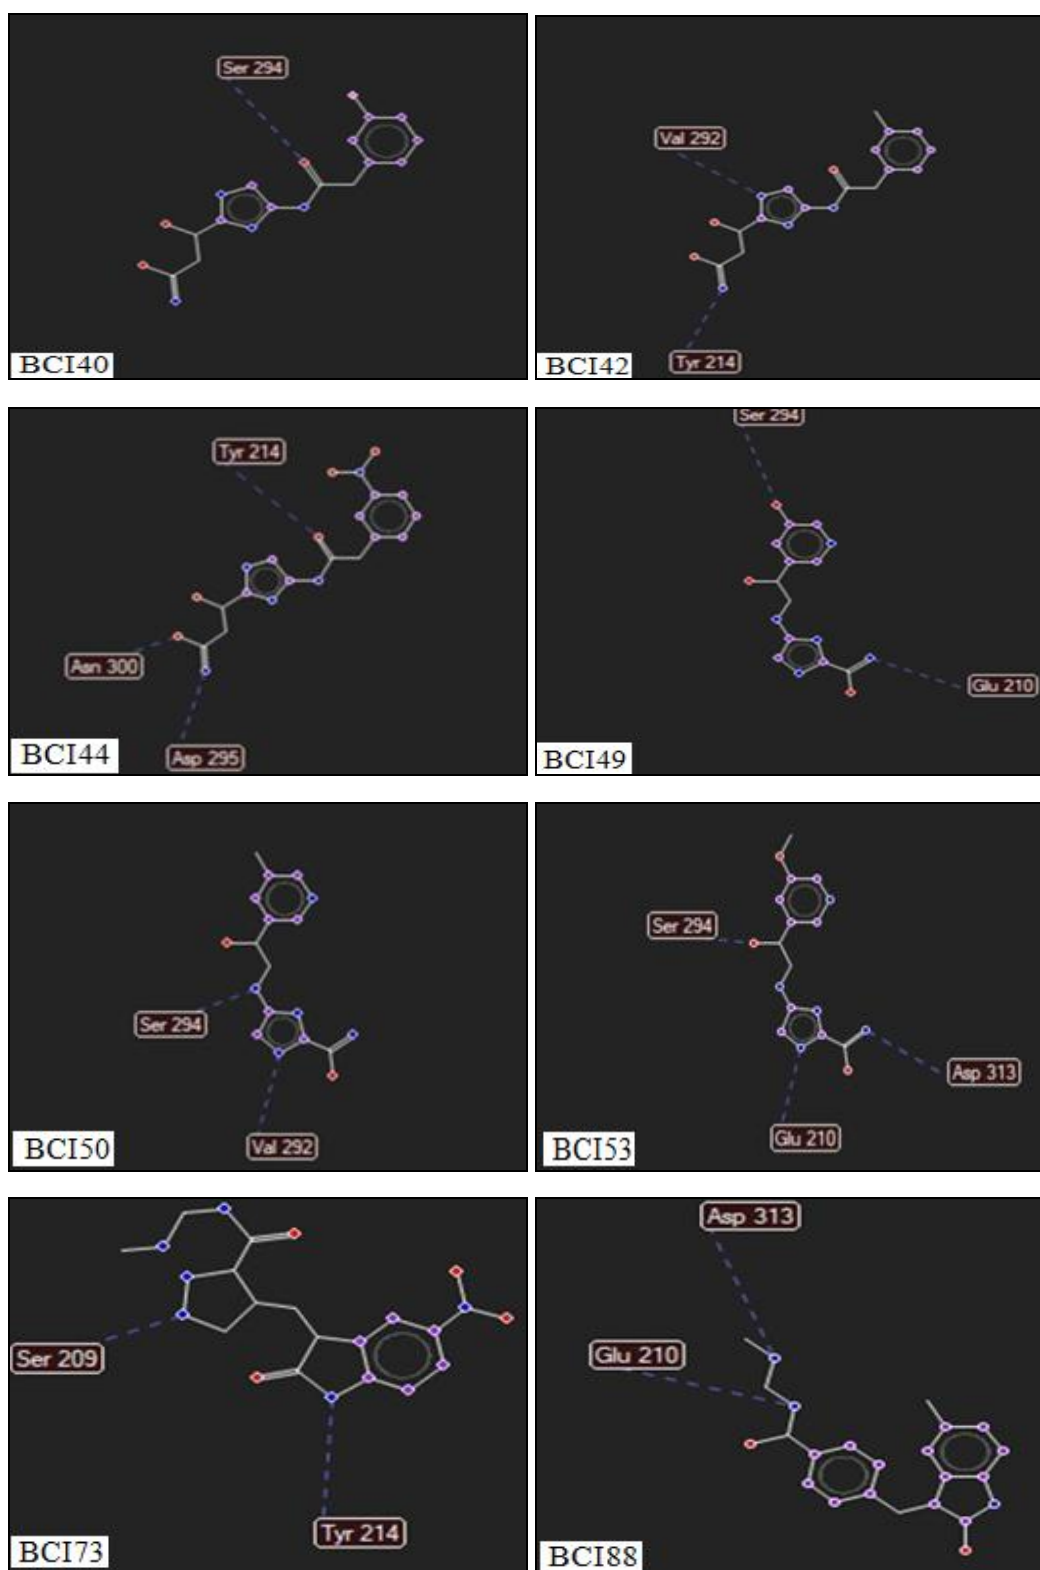 Ser 294
BCI40
Val 292
Tyr 214
BCI42
Tyr 214
Asn 300
Asp 295
BCI44
Ser 294
Glu 210
BCI49
Ser 294
Val 292
BCI50
Ser 294
Asp 313
Glu 210
BCI53
Ser 209
Tyr 214
BCI73
Asp 313
Glu 210
BCI88